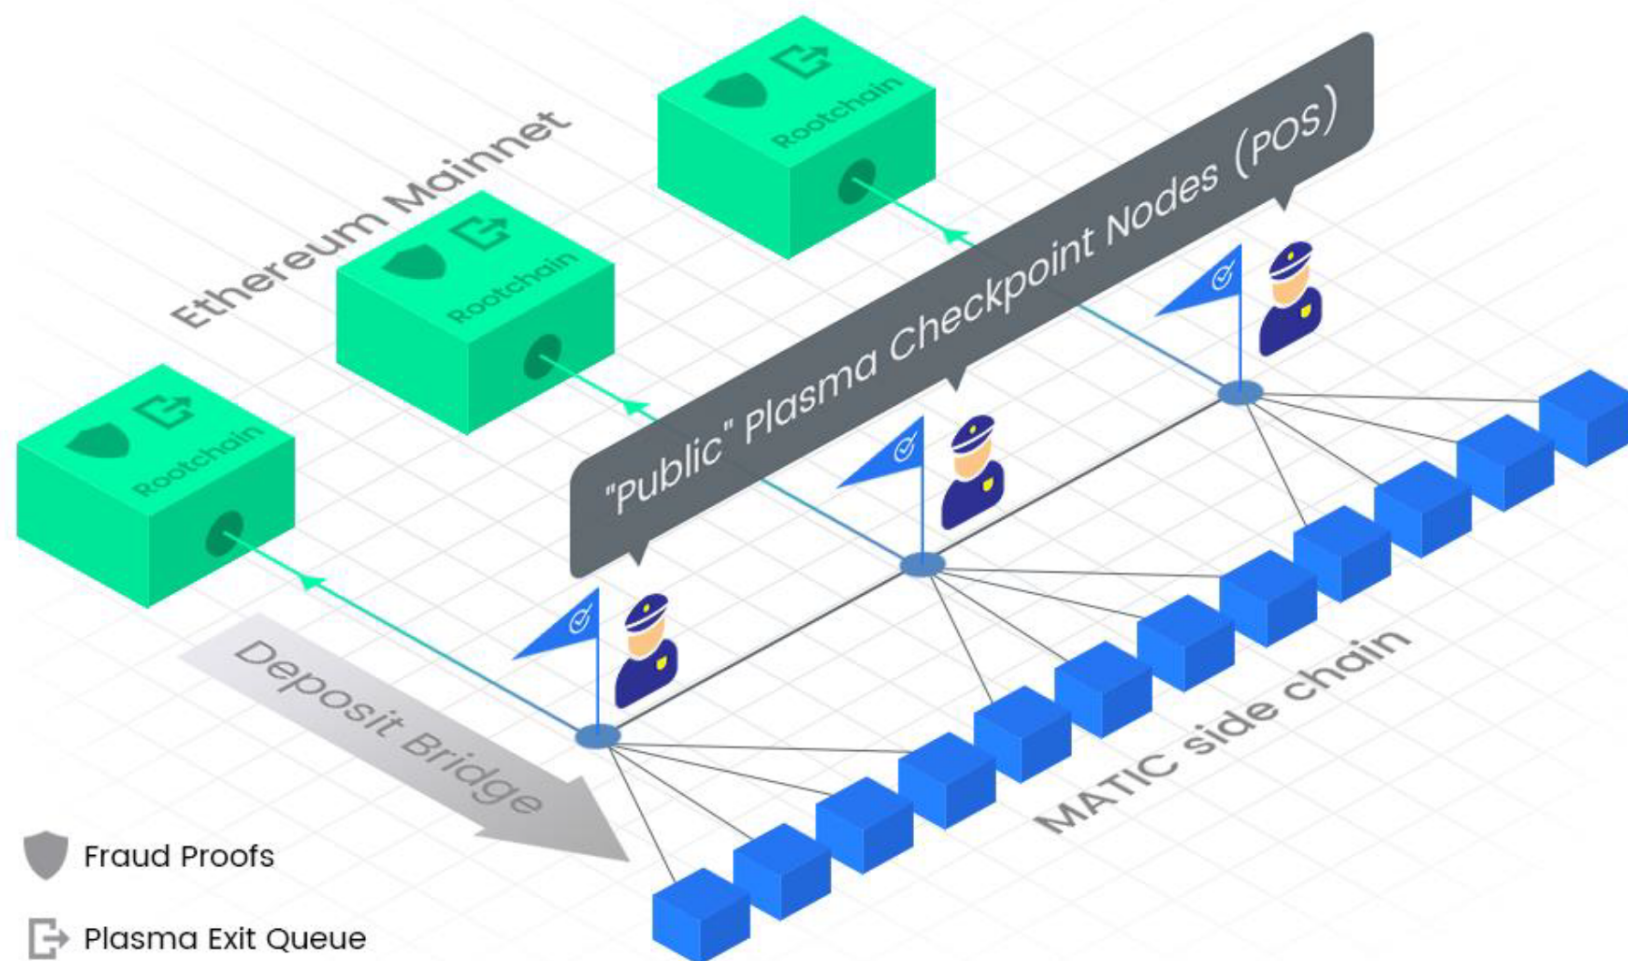 Ethereum Mainnet
Rootchain
Rootchain
Rootchain
"Public" Plasma Checkpoint Nodes (POS)
Deposit Bridge
MATIC side chain
Fraud Proofs
Plasma Exit Queue